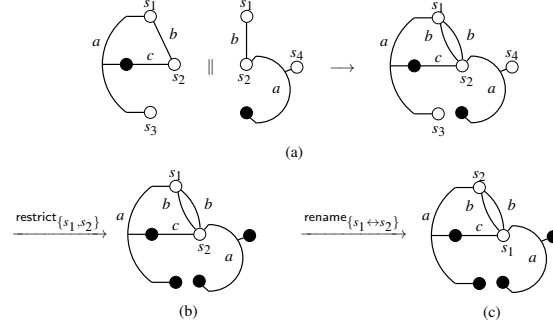 s₁ s₁ s₁
a b b s₄ a b b s₄
c ∥ ⟶ c
s₂ s₂ a s₂ a
s₃ s₃
(a)
s₁ s₂
restrict{s₁,s₂} a b b rename{s₁↔s₂} a b b
c c
s₂ a s₁ a
(b) (c)